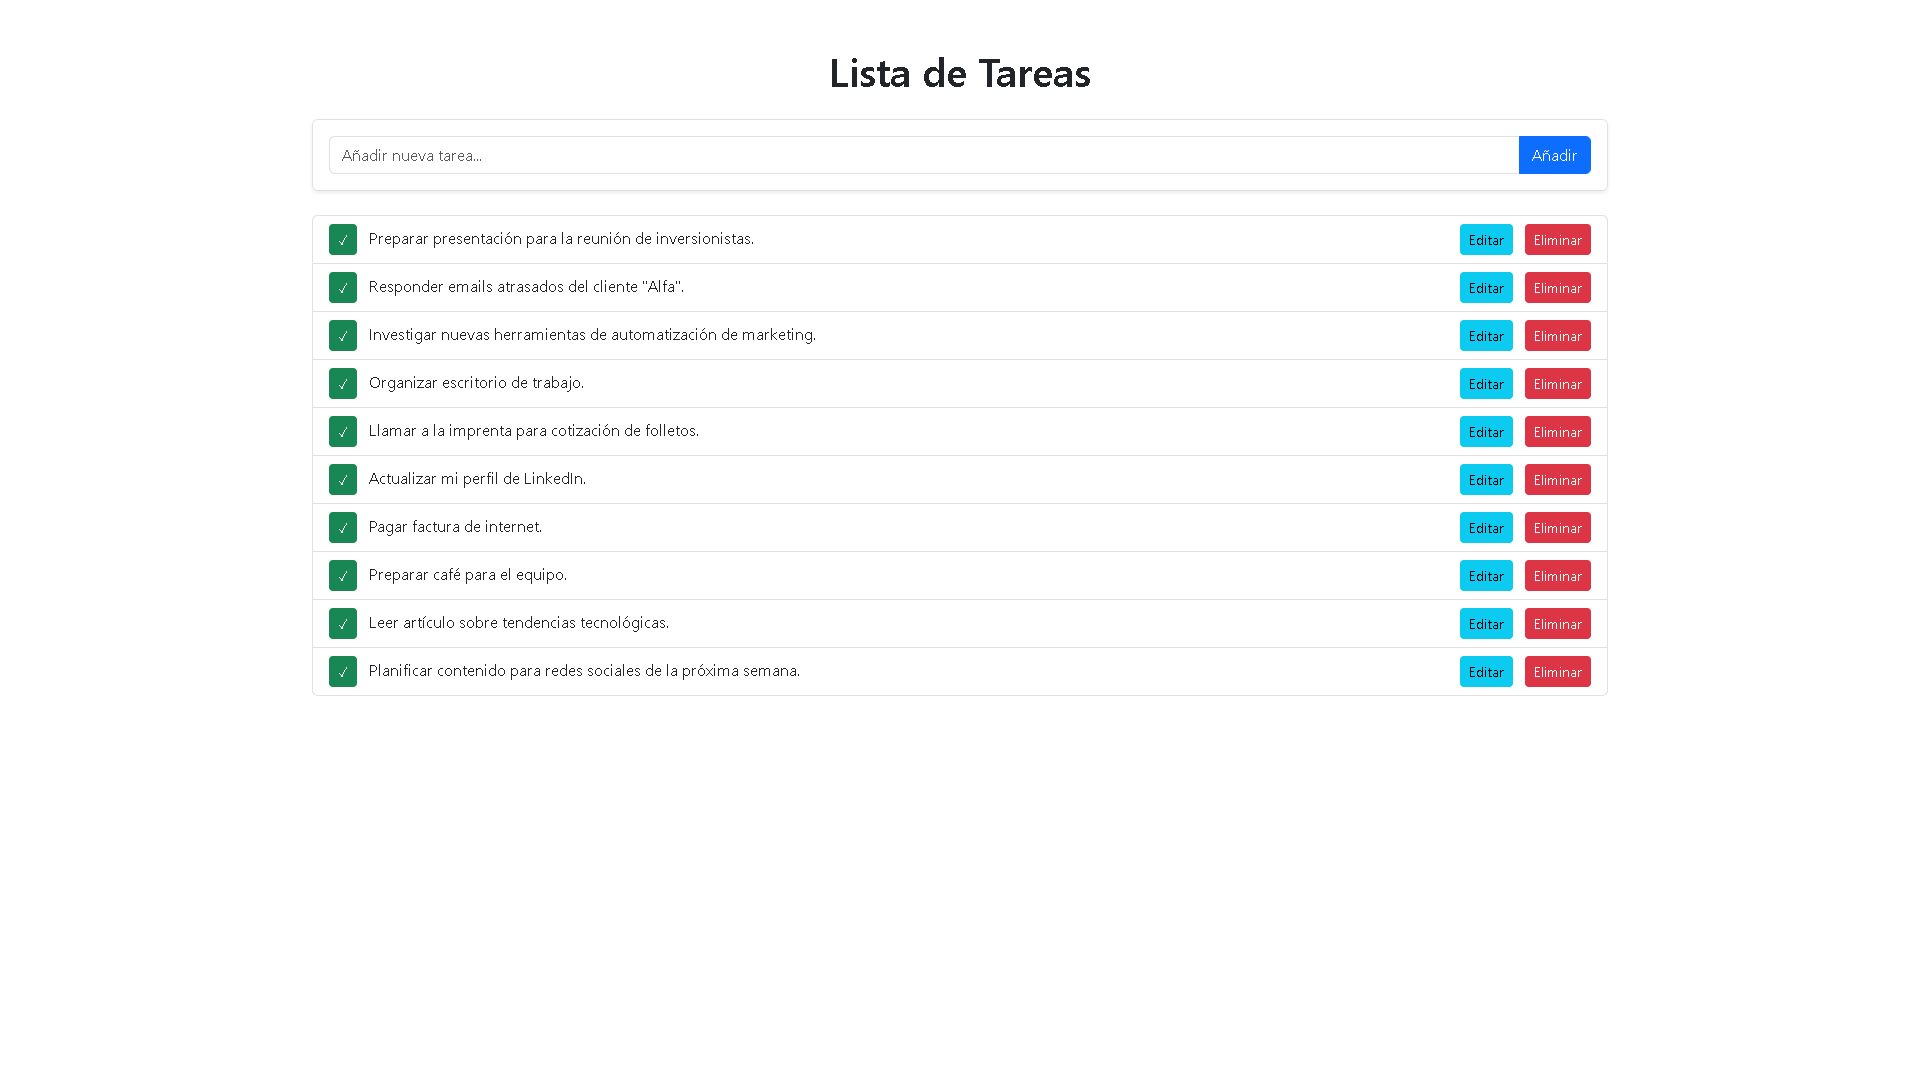 Lista de Tareas
Añadir nueva tarea...
Añadir
✓ Preparar presentación para la reunión de inversionistas. Editar Eliminar
✓ Responder emails atrasados del cliente "Alfa". Editar Eliminar
✓ Investigar nuevas herramientas de automatización de marketing. Editar Eliminar
✓ Organizar escritorio de trabajo. Editar Eliminar
✓ Llamar a la imprenta para cotización de folletos. Editar Eliminar
✓ Actualizar mi perfil de LinkedIn. Editar Eliminar
✓ Pagar factura de internet. Editar Eliminar
✓ Preparar café para el equipo. Editar Eliminar
✓ Leer artículo sobre tendencias tecnológicas. Editar Eliminar
✓ Planificar contenido para redes sociales de la próxima semana. Editar Eliminar